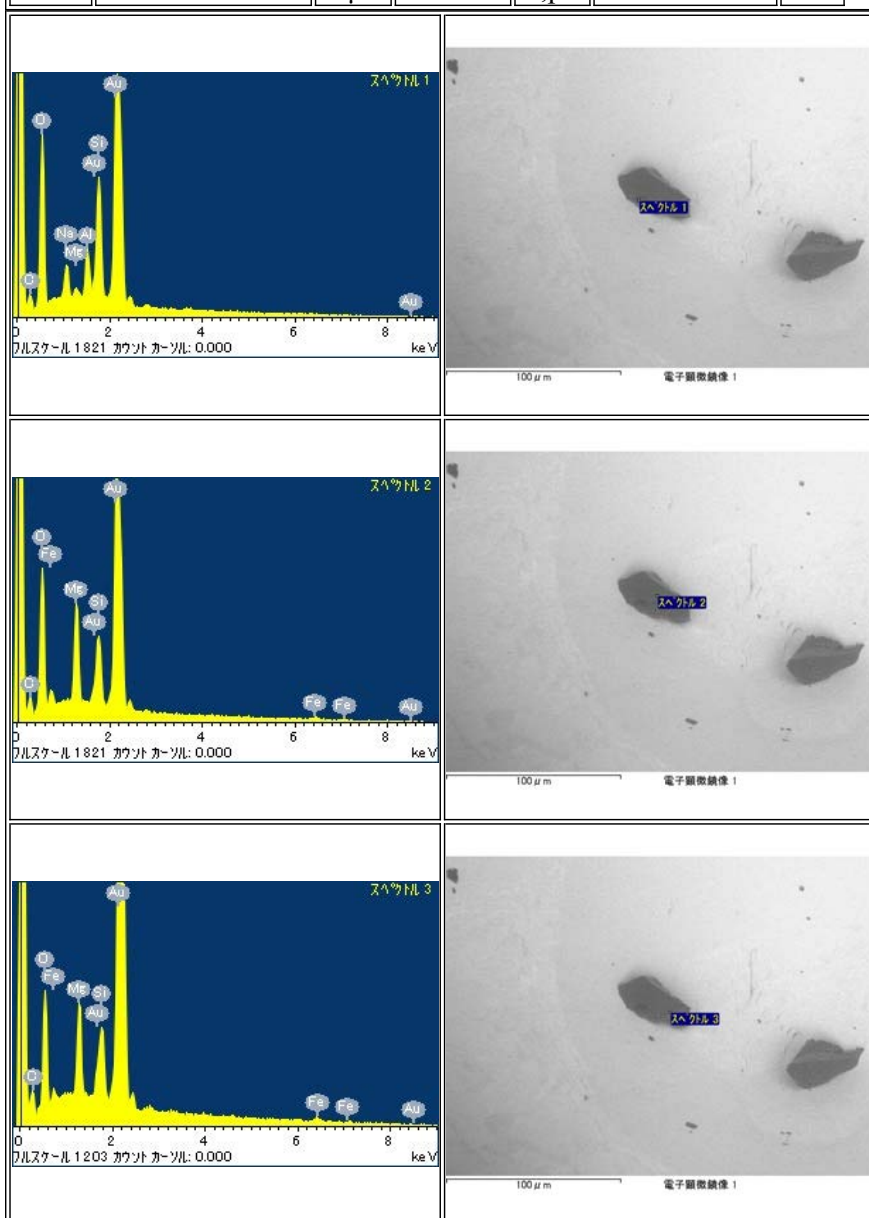 スペクトル 1
Au
O
Si
Au
Na
Al
Mg
C
Au
0 2 4 6 8
フルスケール 1821 カウント カーソル: 0.000 keV
スペクトル 1
100μm 電子顕微鏡像 1
スペクトル 2
Au
O
Fe
Mg
Si
Au
C
Fe
Fe
Au
0 2 4 6 8
フルスケール 1821 カウント カーソル: 0.000 keV
スペクトル 2
100μm 電子顕微鏡像 1
スペクトル 3
Au
O
Fe
Mg
Si
Au
C
Fe
Fe
Au
0 2 4 6 8
フルスケール 1203 カウント カーソル: 0.000 keV
スペクトル 3
100μm 電子顕微鏡像 1